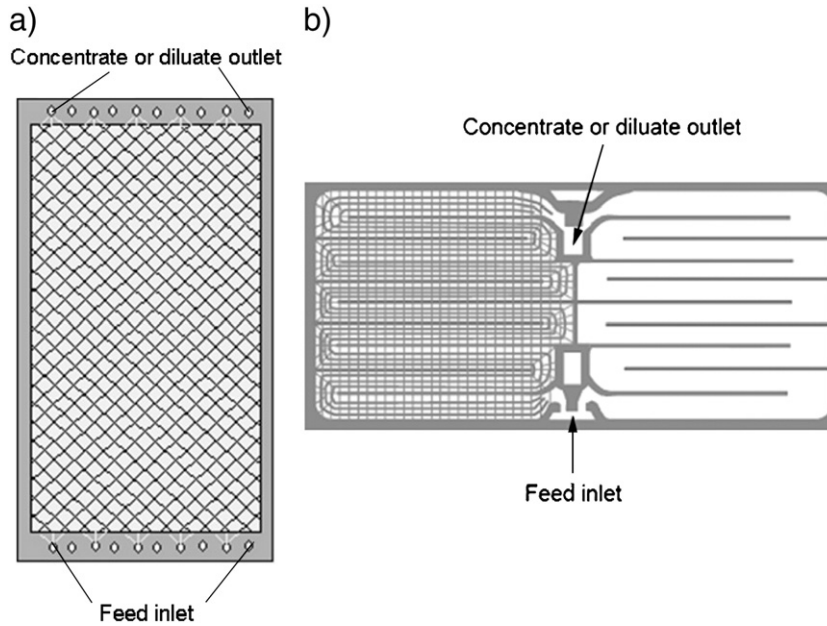 a)
Concentrate or diluate outlet
Feed inlet
b)
Concentrate or diluate outlet
Feed inlet